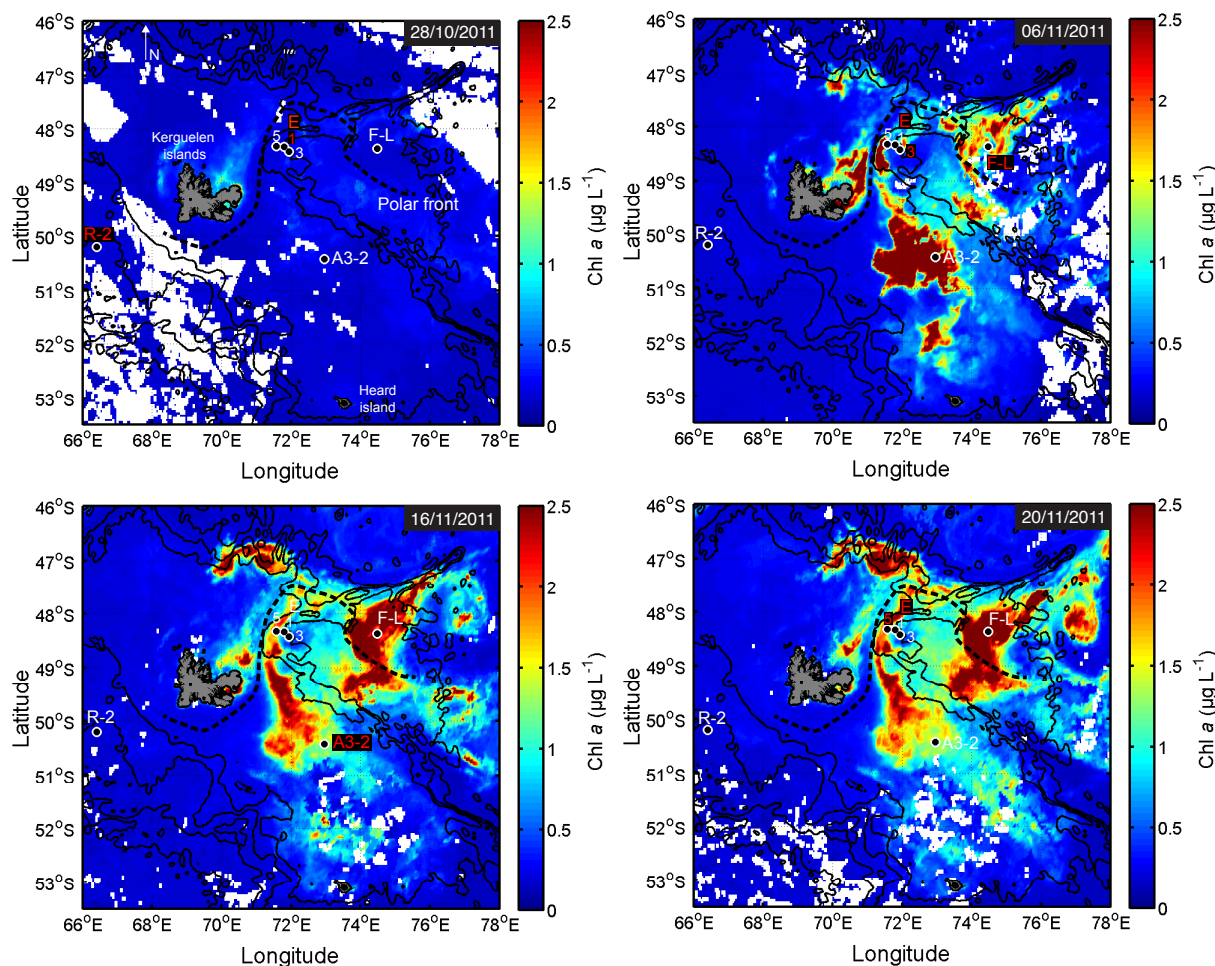 28/10/2011
N
46°S
47°S
48°S
49°S
50°S
51°S
52°S
53°S
Latitude
Kerguelen
islands
E
5 1
3
F-L
Polar front
R-2
A3-2
Heard
island
66°E 68°E 70°E 72°E 74°E 76°E 78°E
Longitude
2.5
2
1.5
1
0.5
0
Chl a (µg L⁻¹)
06/11/2011
46°S
47°S
48°S
49°S
50°S
51°S
52°S
53°S
Latitude
E
5 1
3
F-L
R-2
A3-2
66°E 68°E 70°E 72°E 74°E 76°E 78°E
Longitude
2.5
2
1.5
1
0.5
0
Chl a (µg L⁻¹)
16/11/2011
46°S
47°S
48°S
49°S
50°S
51°S
52°S
53°S
Latitude
E
3
F-L
R-2
A3-2
66°E 68°E 70°E 72°E 74°E 76°E 78°E
Longitude
2.5
2
1.5
1
0.5
0
Chl a (µg L⁻¹)
20/11/2011
46°S
47°S
48°S
49°S
50°S
51°S
52°S
53°S
Latitude
E
5
3
F-L
R-2
A3-2
66°E 68°E 70°E 72°E 74°E 76°E 78°E
Longitude
2.5
2
1.5
1
0.5
0
Chl a (µg L⁻¹)